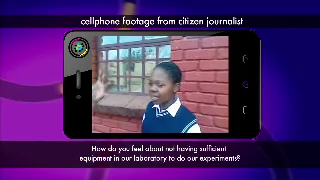 cellphone footage from citizen journalist
How do you feel about not having sufficient
equipment in our laboratory to do our experiments?